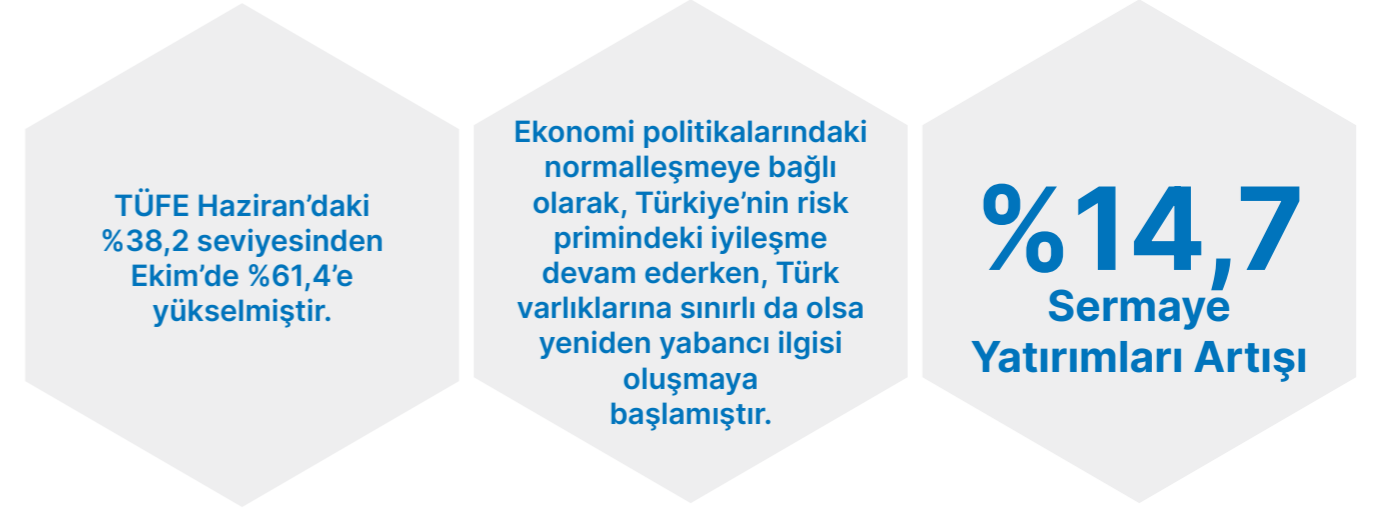 TÜFE Haziran’daki
%38,2 seviyesinden
Ekim’de %61,4’e
yükselmiştir.
Ekonomi politikalarındaki
normalleşmeye bağlı
olarak, Türkiye’nin risk
primindeki iyileşme
devam ederken, Türk
varlıklarına sınırlı da olsa
yeniden yabancı ilgisi
oluşmaya
başlamıştır.
%14,7
Sermaye
Yatırımları Artışı